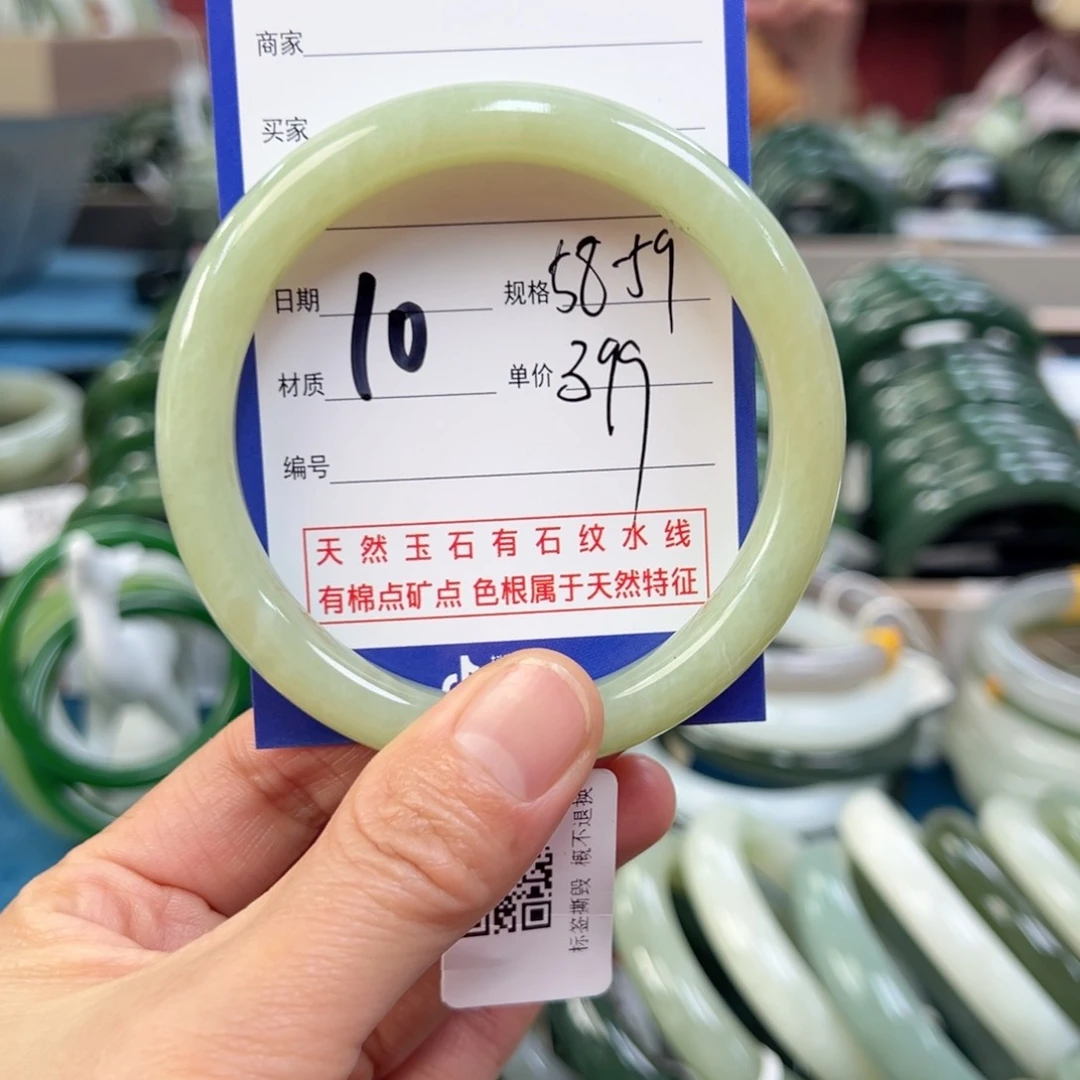 商家
买家
日期 10 规格 58-59
材质 单价 399
编号
天然玉石有石纹水线
有棉点矿点 色根属于天然特征
标签撕毁 概不退换